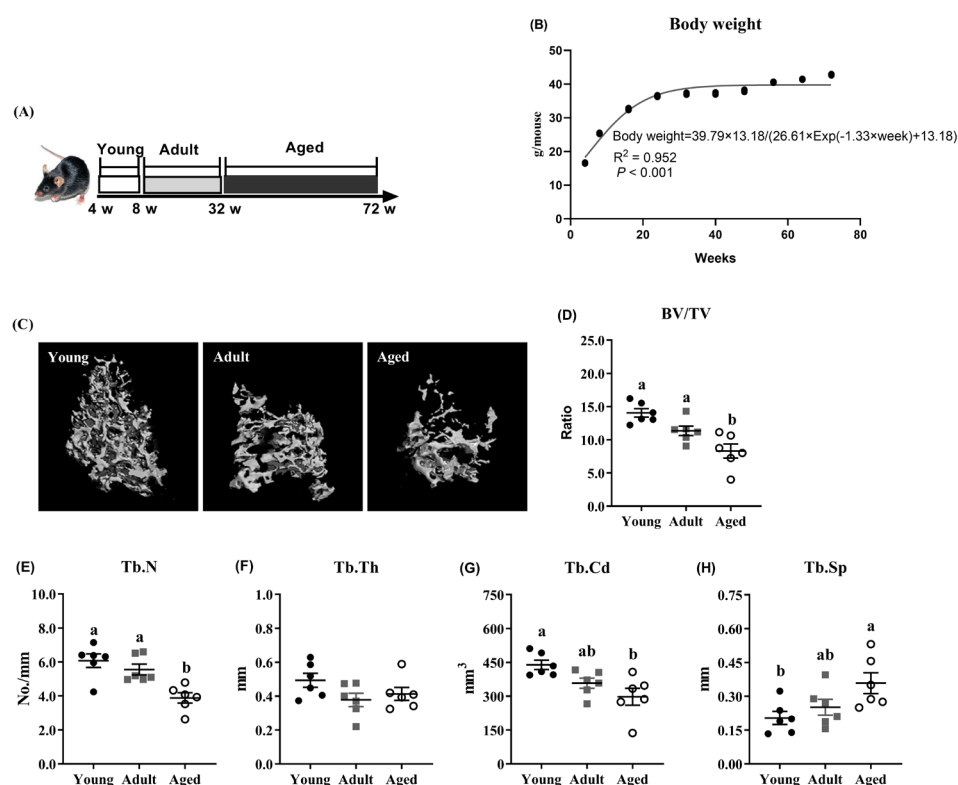 (A)
Young Adult Aged
4 w 8 w 32 w 72 w
(B) Body weight
g/mouse
50
40
30
20
10
0
Body weight=39.79×13.18/(26.61×Exp(-1.33×week)+13.18)
R² = 0.952
P < 0.001
0 20 40 60 80
Weeks
(C)
Young Adult Aged
(D) BV/TV
Ratio
25.0
20.0
15.0
10.0
5.0
0.0
a a b
Young Adult Aged
(E) Tb.N
No./mm
10.0
8.0
6.0
4.0
2.0
0.0
a a b
Young Adult Aged
(F) Tb.Th
mm
1.0
0.8
0.6
0.4
0.2
0.0
Young Adult Aged
(G) Tb.Cd
mm³
750
600
450
300
150
0
a ab b
Young Adult Aged
(H) Tb.Sp
mm
0.75
0.60
0.45
0.30
0.15
0.00
b ab a
Young Adult Aged